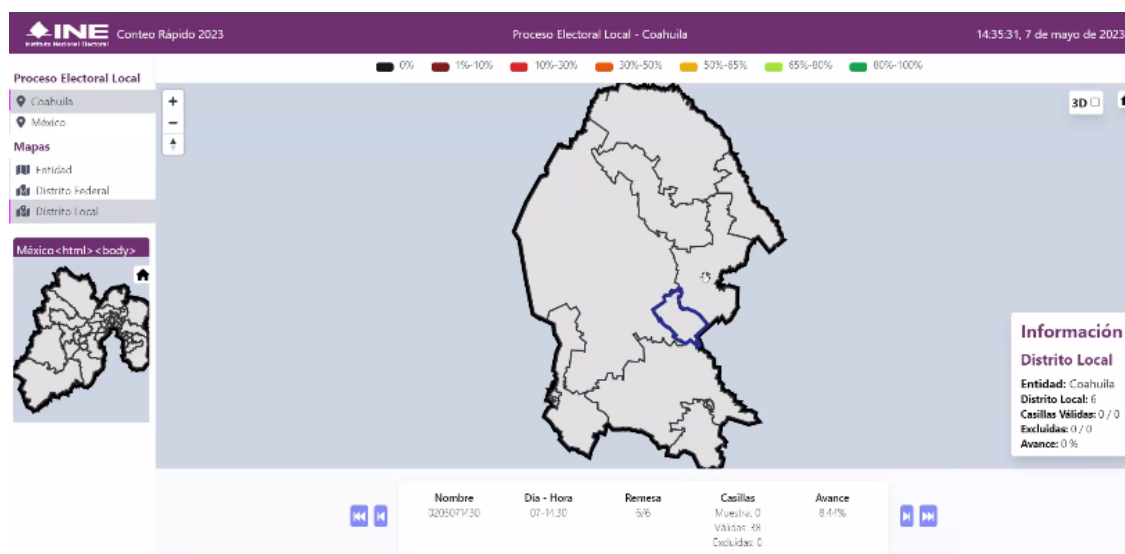 INE
Instituto Nacional Electoral
Conteo Rápido 2023
Proceso Electoral Local - Coahuila
14:35:31, 7 de mayo de 2023
0%
1%-10%
10%-30%
30%-50%
50%-65%
65%-80%
80%-100%
Proceso Electoral Local
Coahuila
México
Mapas
Entidad
Distrito Federal
Distrito Local
México<html><body>
+
−
3D
Información
Distrito Local
Entidad: Coahuila
Distrito Local: 6
Casillas Válidas: 0 / 0
Excluidas: 0 / 0
Avance: 0 %
Nombre
Día - Hora
07-14:30
Remesa
6/6
Casillas
Muestra: 0
Válidas: 38
Excluidas: 0
Avance
8.44%